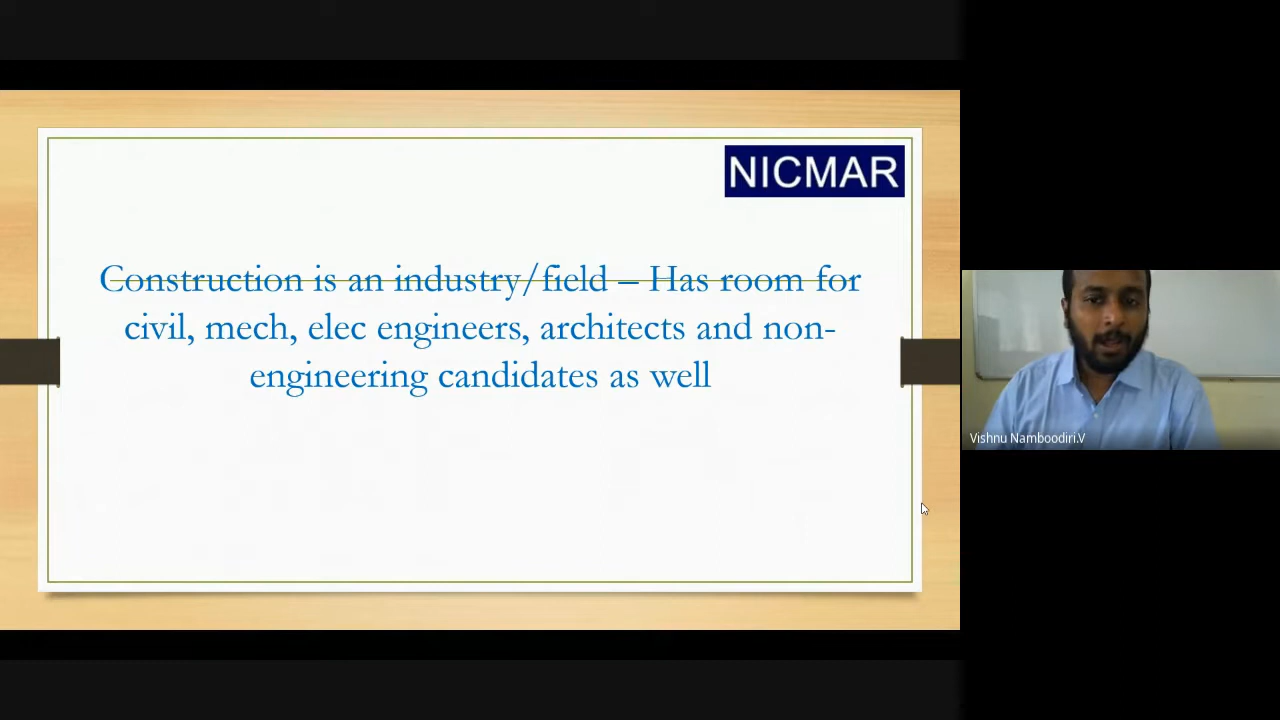 NICMAR
Construction is an industry/field – Has room for
civil, mech, elec engineers, architects and non-
engineering candidates as well
Vishnu Namboodiri.V